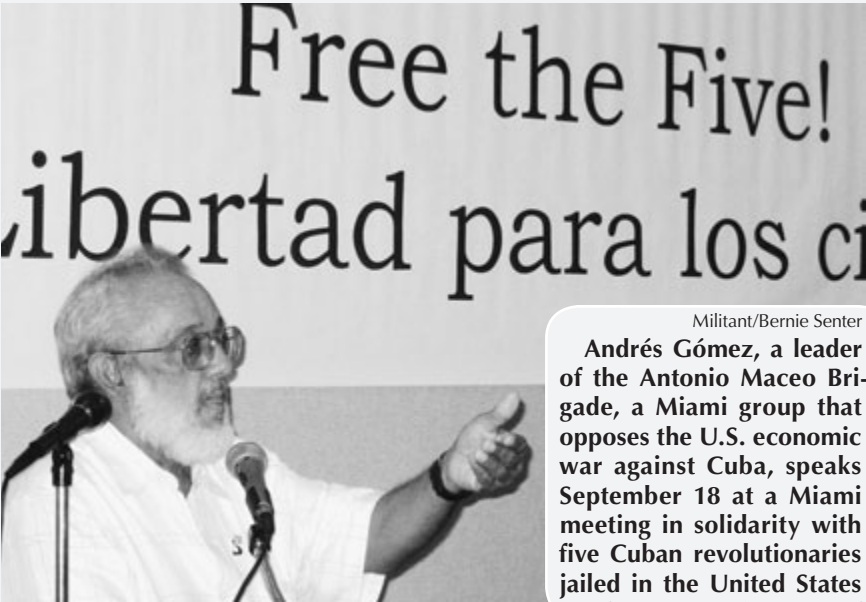 Free the Five!
Libertad para los ci
Militant/Bernie Senter
Andrés Gómez, a leader
of the Antonio Maceo Bri-
gade, a Miami group that
opposes the U.S. economic
war against Cuba, speaks
September 18 at a Miami
meeting in solidarity with
five Cuban revolutionaries
jailed in the United States